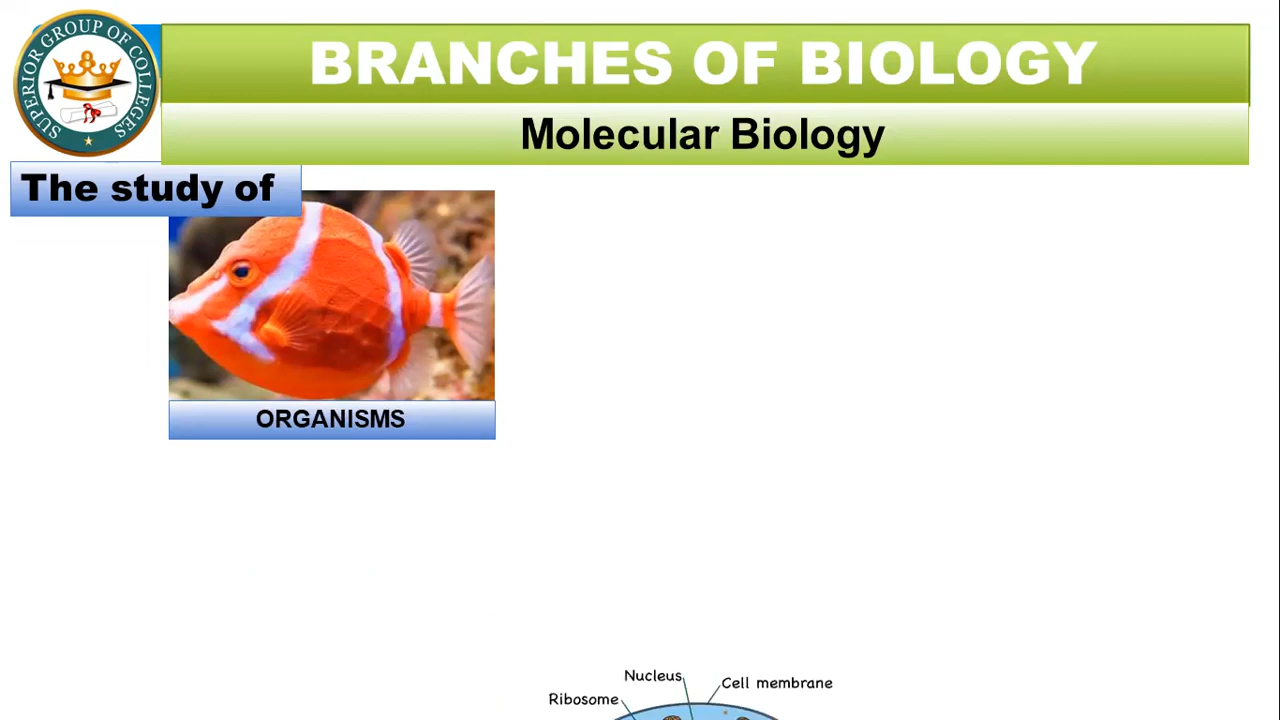 SUPERIOR GROUP OF COLLEGES
BRANCHES OF BIOLOGY
Molecular Biology
The study of
ORGANISMS
Nucleus
Cell membrane
Ribosome